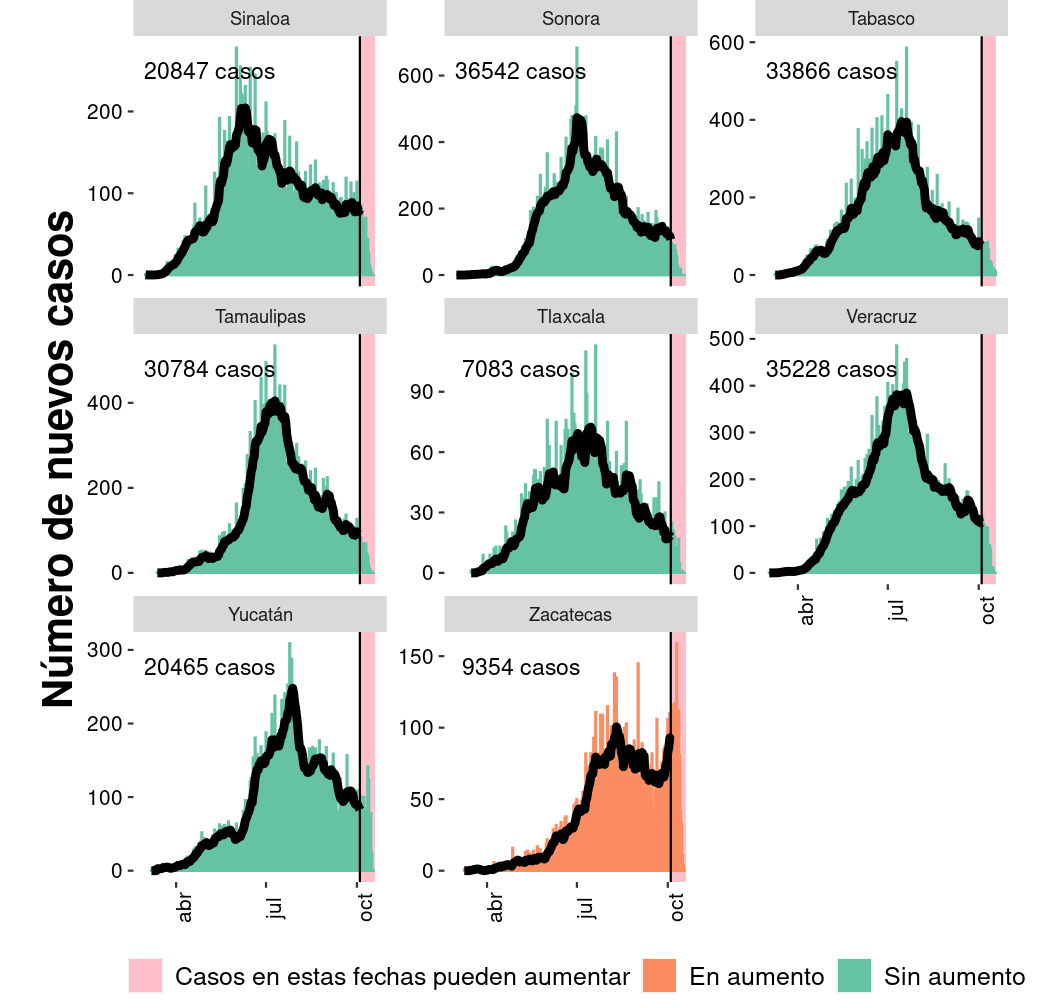 Número de nuevos casos
Sinaloa
20847 casos
200
100
0
Sonora
36542 casos
600
400
200
0
Tabasco
33866 casos
600
400
200
0
Tamaulipas
30784 casos
400
200
0
Tlaxcala
7083 casos
90
60
30
0
Veracruz
35228 casos
500
400
300
200
100
0
abr
jul
oct
Yucatán
20465 casos
300
200
100
0
abr
jul
oct
Zacatecas
9354 casos
150
100
50
0
abr
jul
oct
Casos en estas fechas pueden aumentar
En aumento
Sin aumento